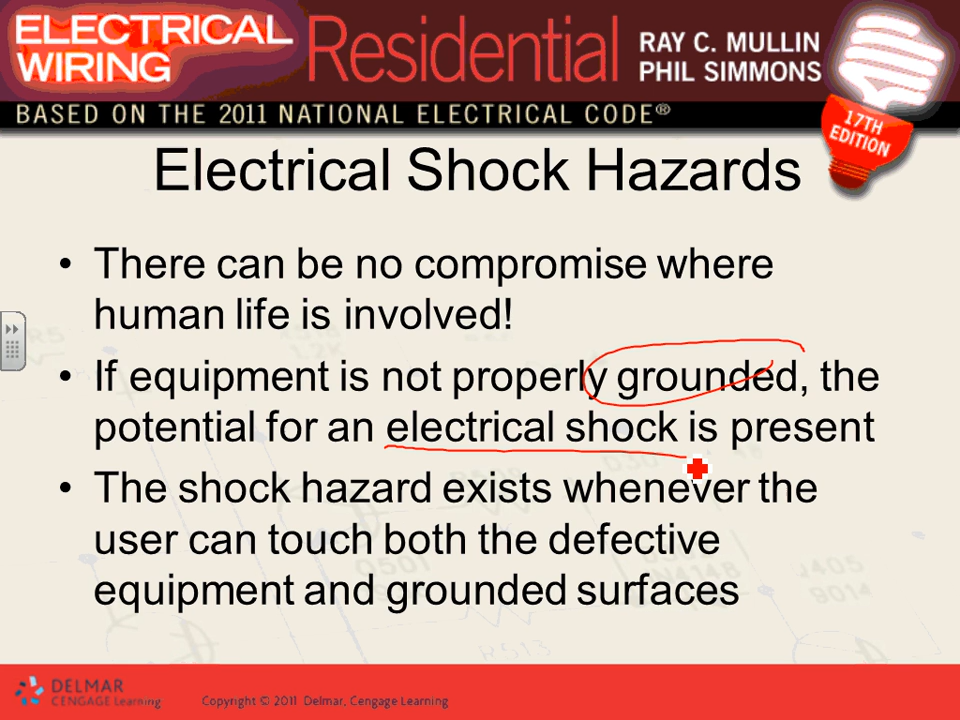 ELECTRICAL WIRING Residential RAY C. MULLIN
PHIL SIMMONS
BASED ON THE 2011 NATIONAL ELECTRICAL CODE®
17TH
EDITION
Electrical Shock Hazards
• There can be no compromise where
human life is involved!
• If equipment is not properly grounded, the
potential for an electrical shock is present
• The shock hazard exists whenever the
user can touch both the defective
equipment and grounded surfaces
DELMAR
CENGAGE Learning
Copyright © 2011 Delmar, Cengage Learning